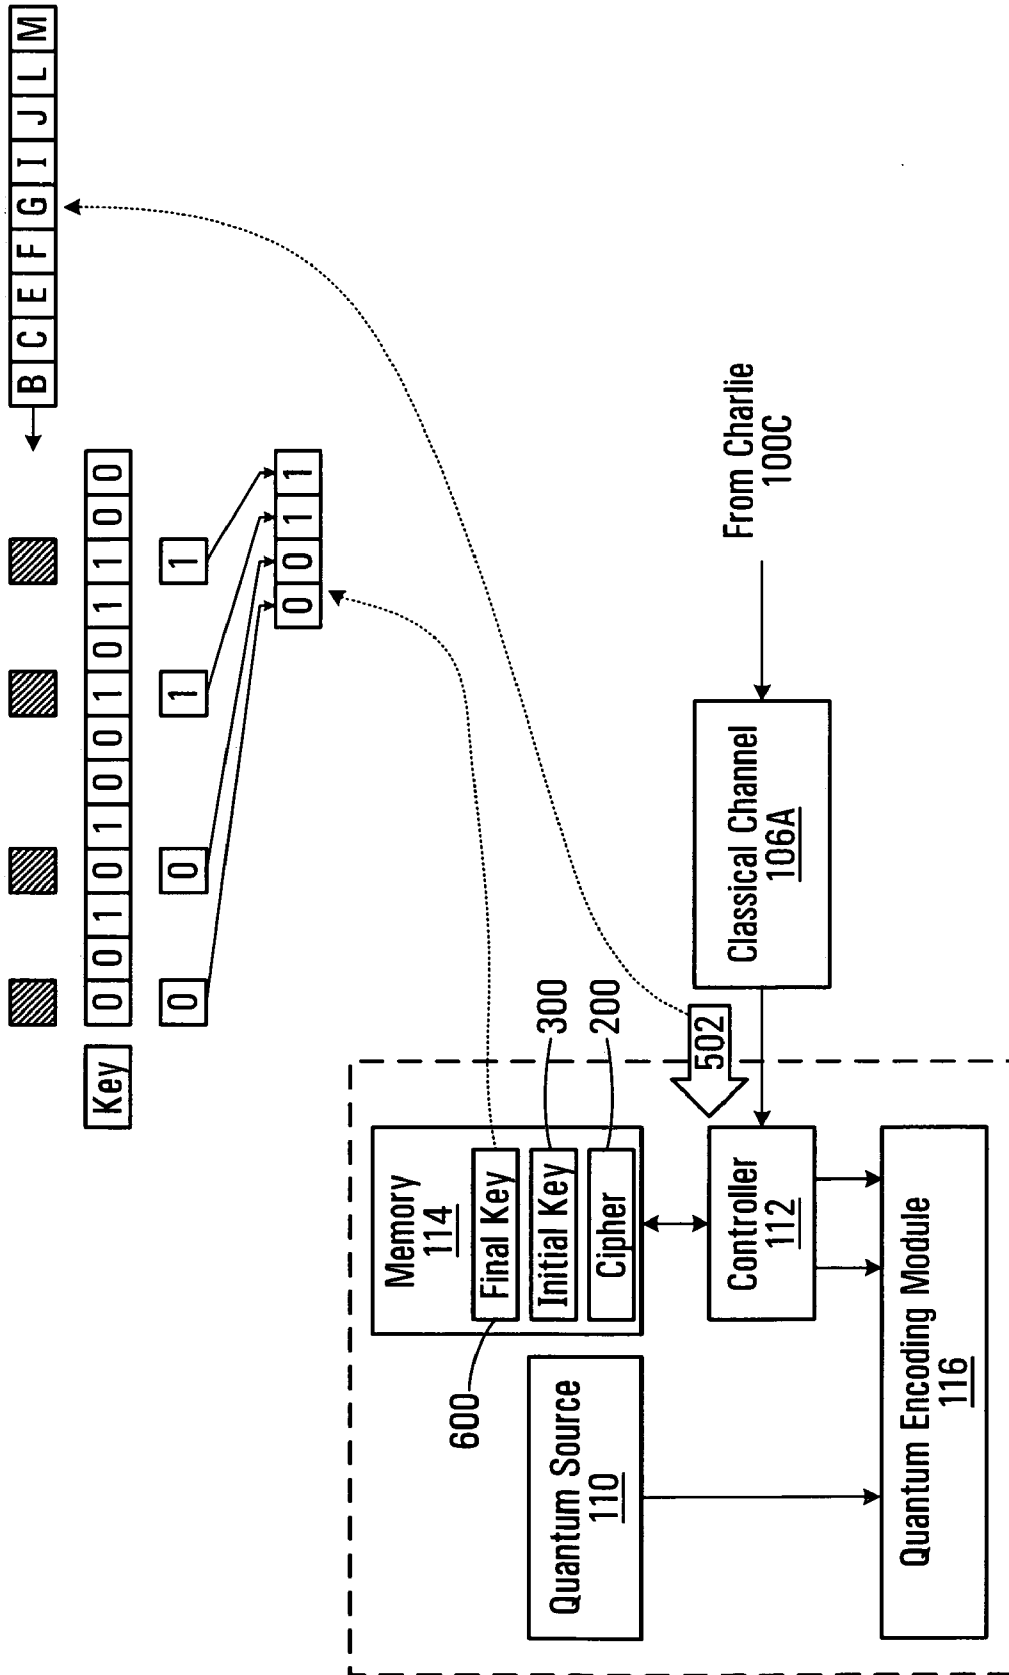 B C E F G I J L M
Key 0 0 1 0 1 0 0 1 0 1 1 0 0
0 0 1 1
0 0 1 1
Memory
114
600
Final Key
Initial Key
300
Cipher
200
502
Quantum Source
110
Controller
112
Classical Channel
106A
From Charlie
100C
Quantum Encoding Module
116